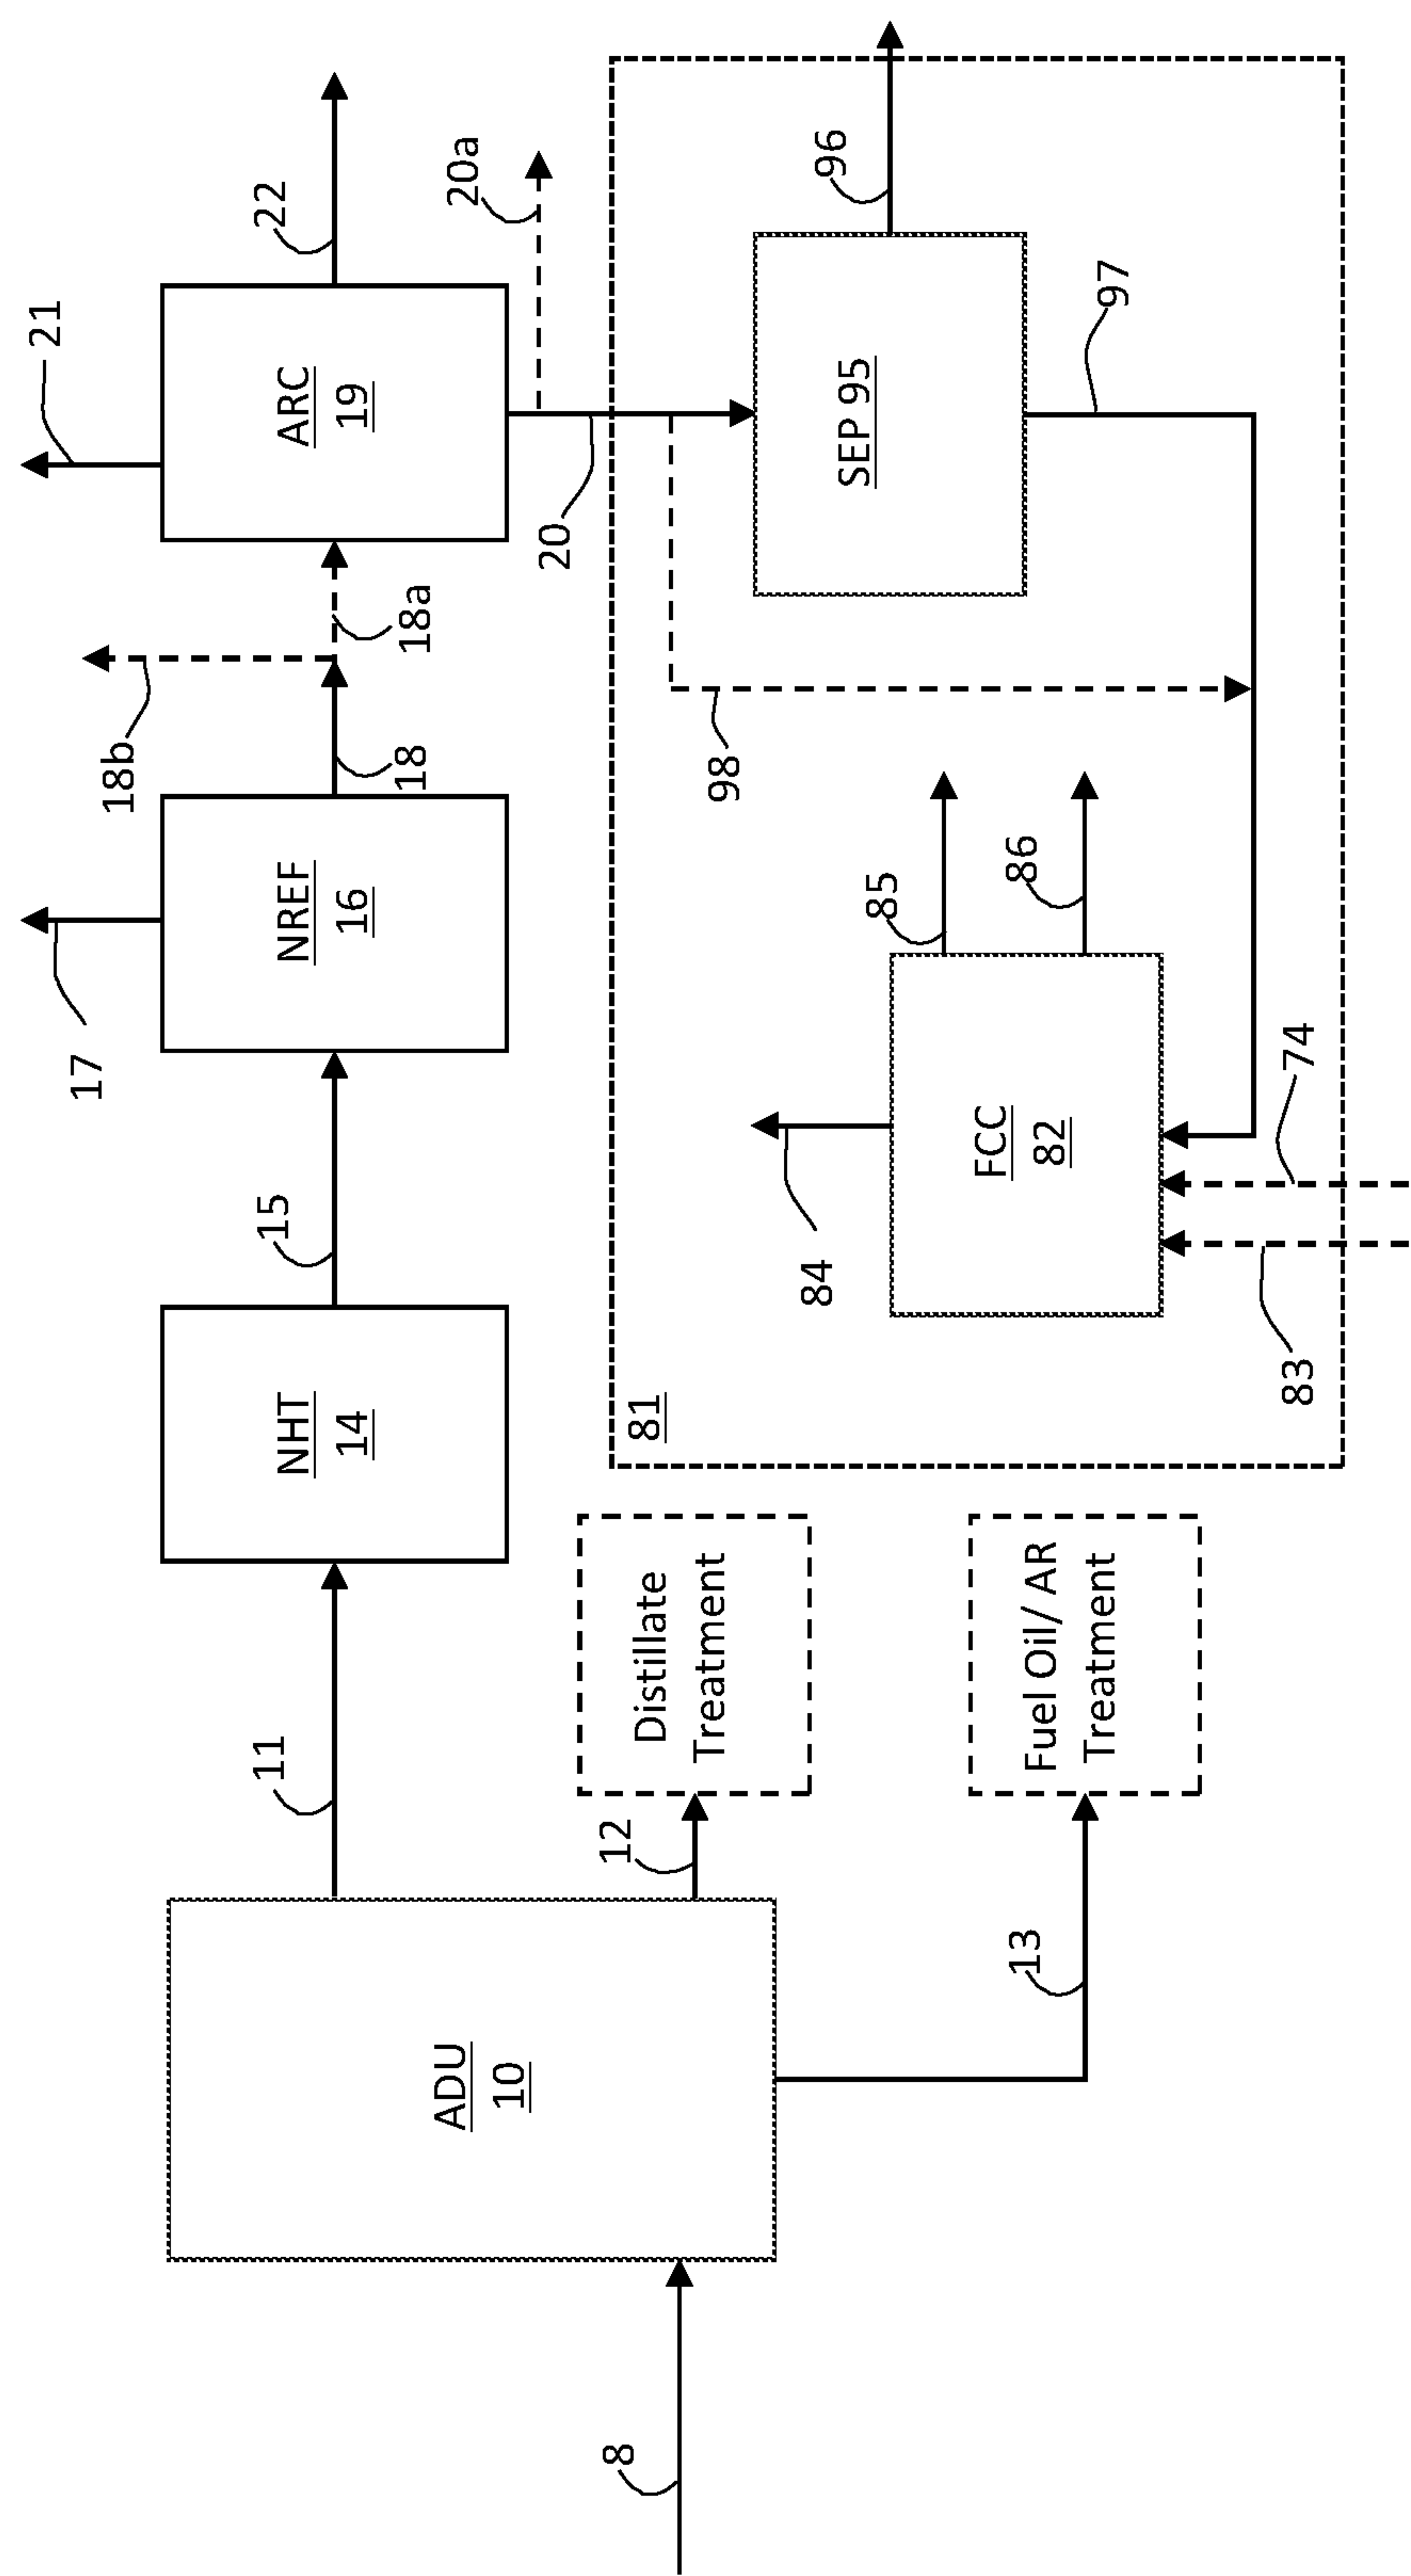 21
17
18b
22
20a
ARC
19
18a
18
20
NREF
16
15
NHT
14
11
ADU
10
8
12
Distillate
Treatment
13
Fuel Oil/ AR
Treatment
81
96
SEP 95
97
98
85
86
84
FCC
82
74
83